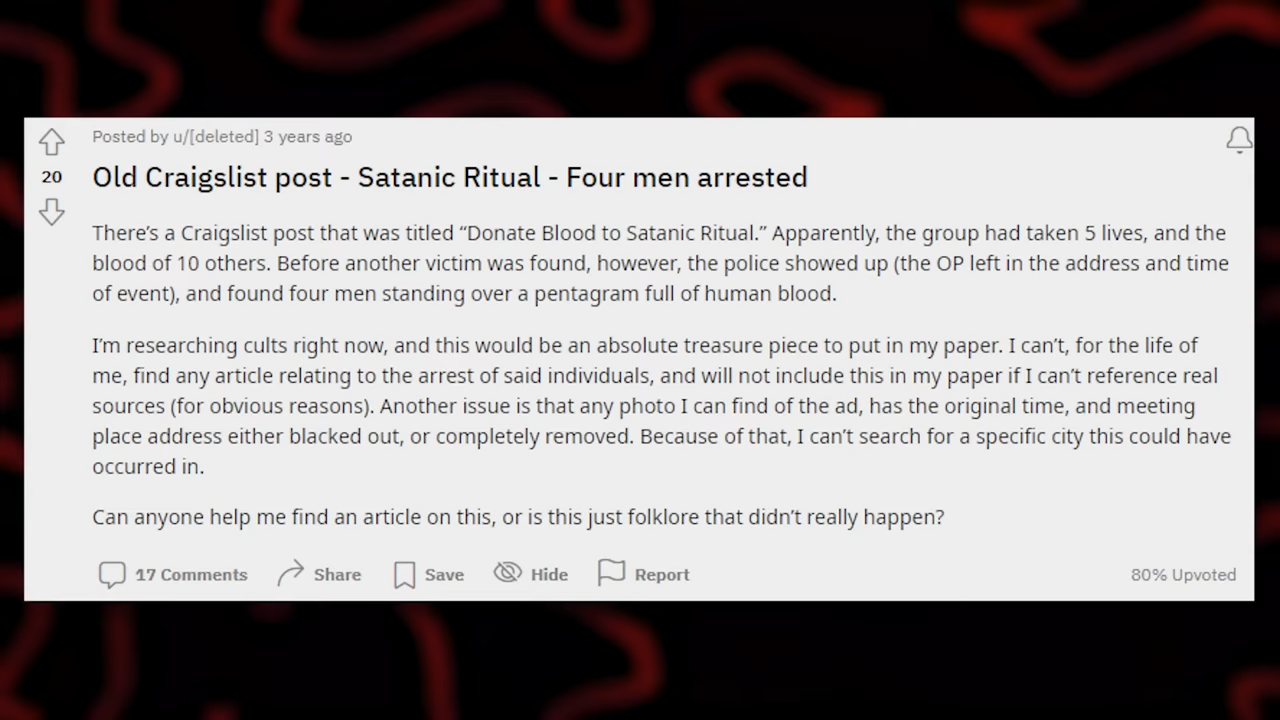 Posted by u/[deleted] 3 years ago
20
Old Craigslist post - Satanic Ritual - Four men arrested
There’s a Craigslist post that was titled “Donate Blood to Satanic Ritual.” Apparently, the group had taken 5 lives, and the
blood of 10 others. Before another victim was found, however, the police showed up (the OP left in the address and time
of event), and found four men standing over a pentagram full of human blood.
I’m researching cults right now, and this would be an absolute treasure piece to put in my paper. I can’t, for the life of
me, find any article relating to the arrest of said individuals, and will not include this in my paper if I can’t reference real
sources (for obvious reasons). Another issue is that any photo I can find of the ad, has the original time, and meeting
place address either blacked out, or completely removed. Because of that, I can’t search for a specific city this could have
occurred in.
Can anyone help me find an article on this, or is this just folklore that didn’t really happen?
17 Comments Share Save Hide Report 80% Upvoted